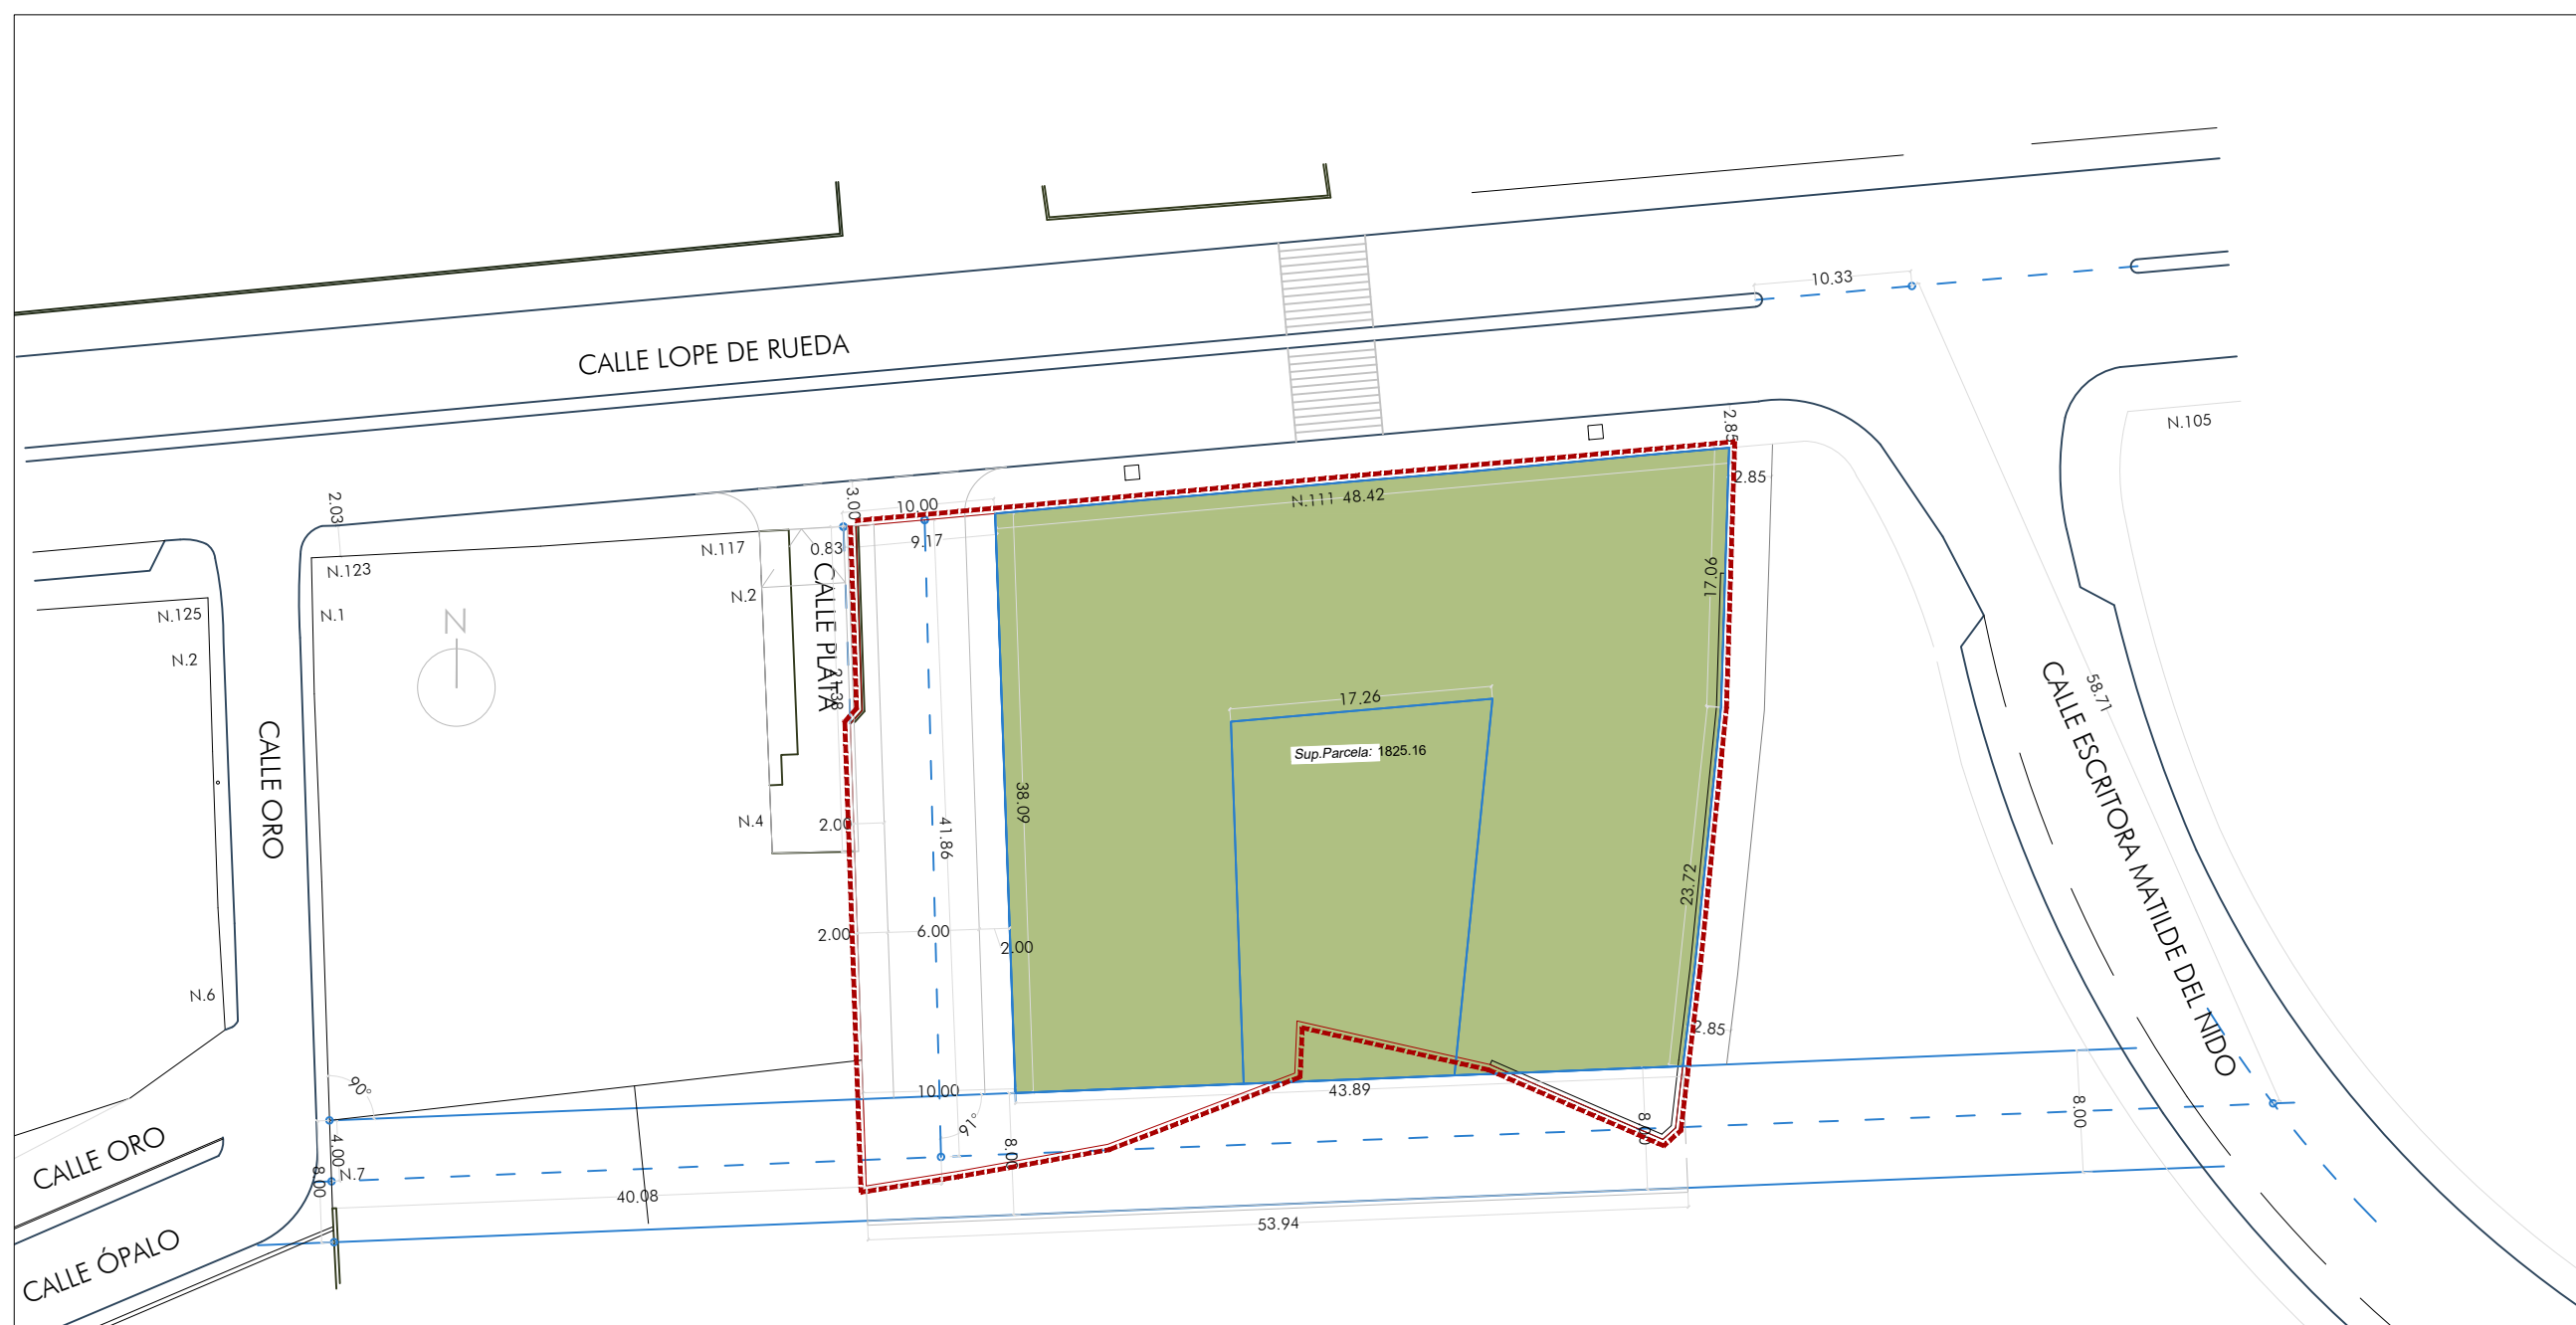 10.33
CALLE LOPE DE RUEDA
N.105
2.85
2.85
2.03
3.00
10.00
N.111 48.42
9.17
0.83
N.117
N.123
N.125
N.1
N.2
N.2
N
CALLE PLATA
21.38
17.06
17.26
Sup.Parcela: 1825.16
58.71
CALLE ESCRITORA MATILDE DEL NIDO
CALLE ORO
38.09
41.86
N.4
2.00
23.72
2.00
6.00
2.00
N.6
2.85
90°
10.00
43.89
91°
8.00
8.00
8.00
CALLE ORO
4.00
8.00
N.7
40.08
53.94
CALLE ÓPALO